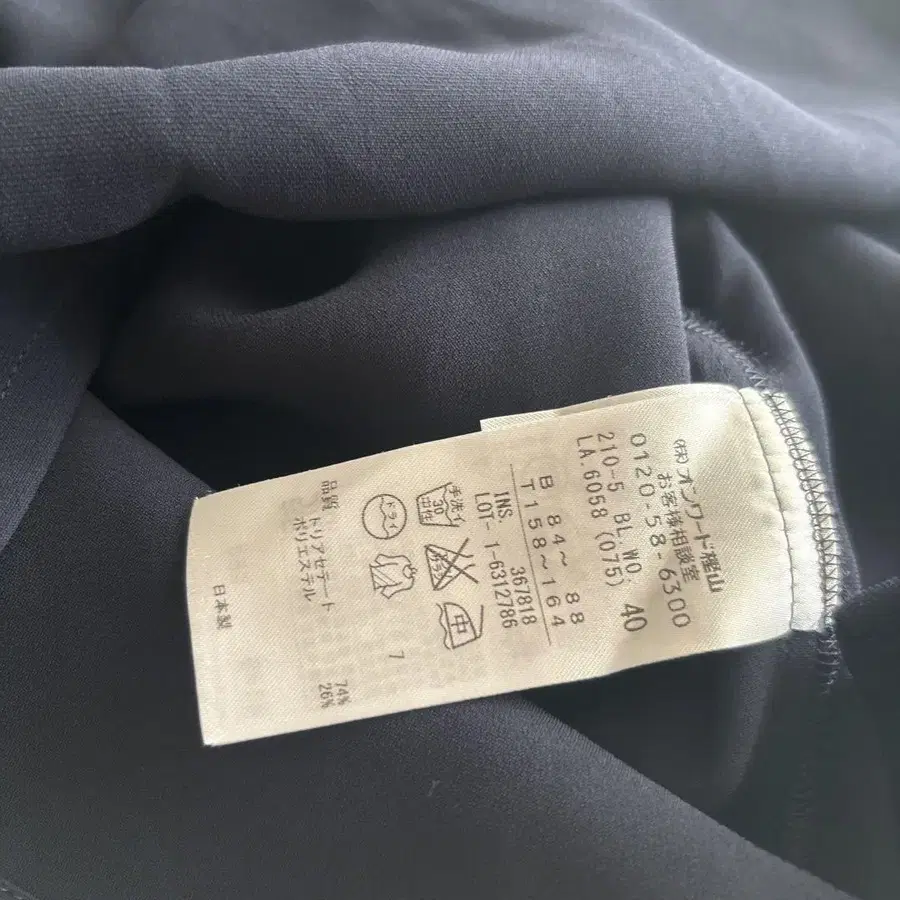 (株)オンワード樫山
お客様相談室
0120-58-6300
210-5 BL.WO. 40
LA.6058 (075)
B 84～ 88
T 158～164
INS. 367818
LOT- 1-6312786
手洗イ
30
中性
中
ドライ
7
品質 トリアセテート 74%
ポリエステル 26%
日本製